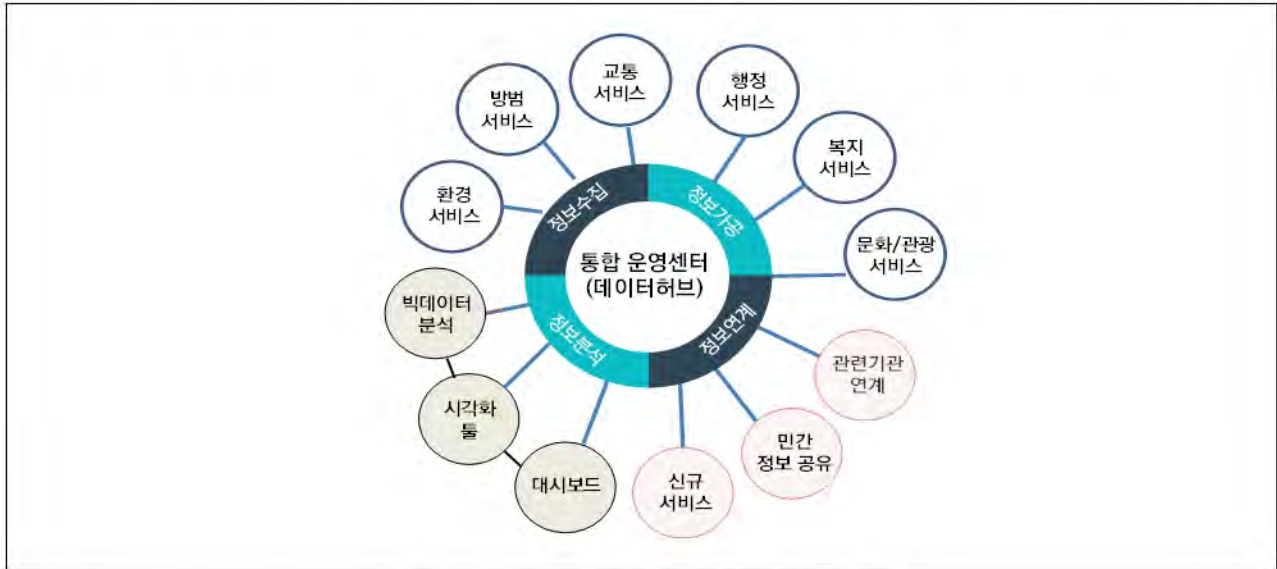 교통
서비스
행정
서비스
방범
서비스
복지
서비스
환경
서비스
정보수집
정보가공
문화/관광
서비스
통합 운영센터
(데이터허브)
빅데이터
분석
정보분석
정보연계
관련기관
연계
시각화
툴
민간
정보 공유
대시보드
신규
서비스